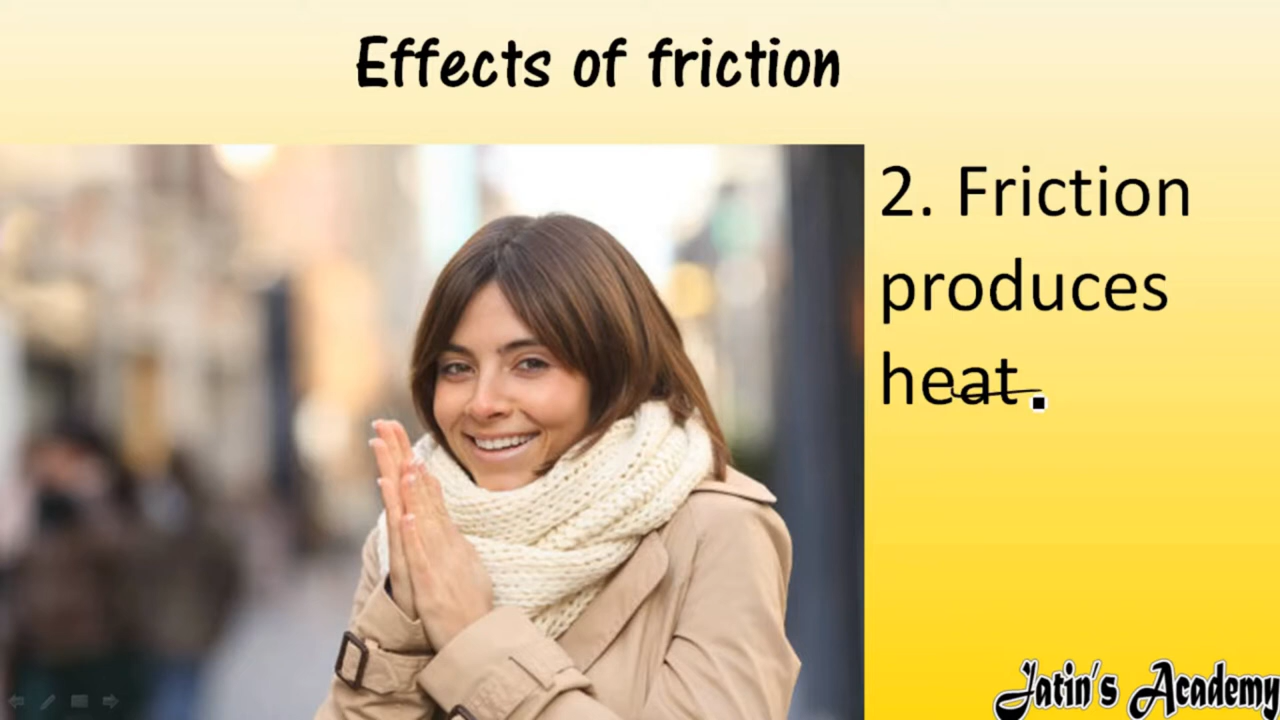 Effects of friction
2. Friction
produces
heat.
Jatin's Academy